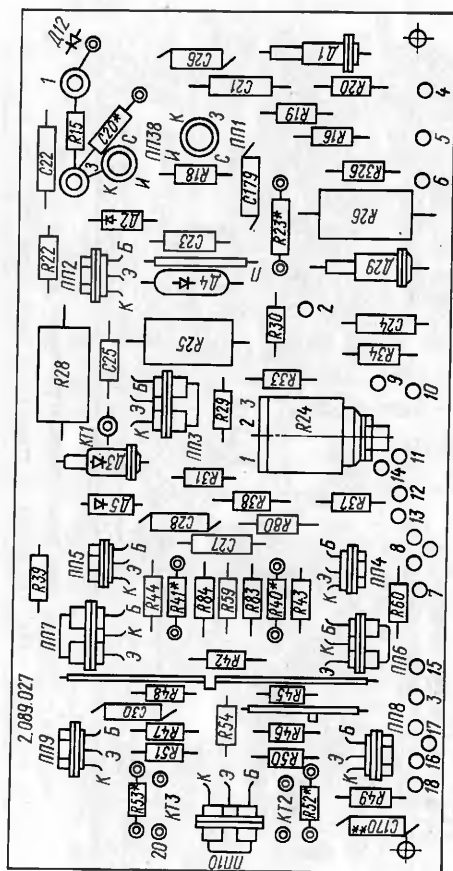 Д12
1
R15
C20*
3
C22
К
С
И
ПП38
К
З
И
С
ПП1
R18
C26
C21
Д1
R20
R19
R16
4
5
C179
R326
6
R22
ПП2
Б
Э
К
Д2
C23
П
Д4
R23*
R26
Д29
R30
2
C24
R34
R28
C25
R25
КТ1
Б
Э
К
ПП3
R29
R33
9
10
1
2
3
R24
Д3
Д5
R31
R38
R37
14
11
12
13
C28
R80
C27
R39
ПП5
Б
Э
К
R44
R41*
R84
R59
R83
R40*
R43
Б
Э
К
ПП4
8
7
ПП7
Б
К
Э
R42
Б
К
Э
ПП6
R60
2.089.027
R48
R45
15
3
C30
R47
R54
R46
ПП9
Б
Э
К
R51
R50
Б
Э
К
ПП8
17
16
18
R53*
КТ3
20
К
Э
Б
ПП10
КТ2
R52*
R49
C170**